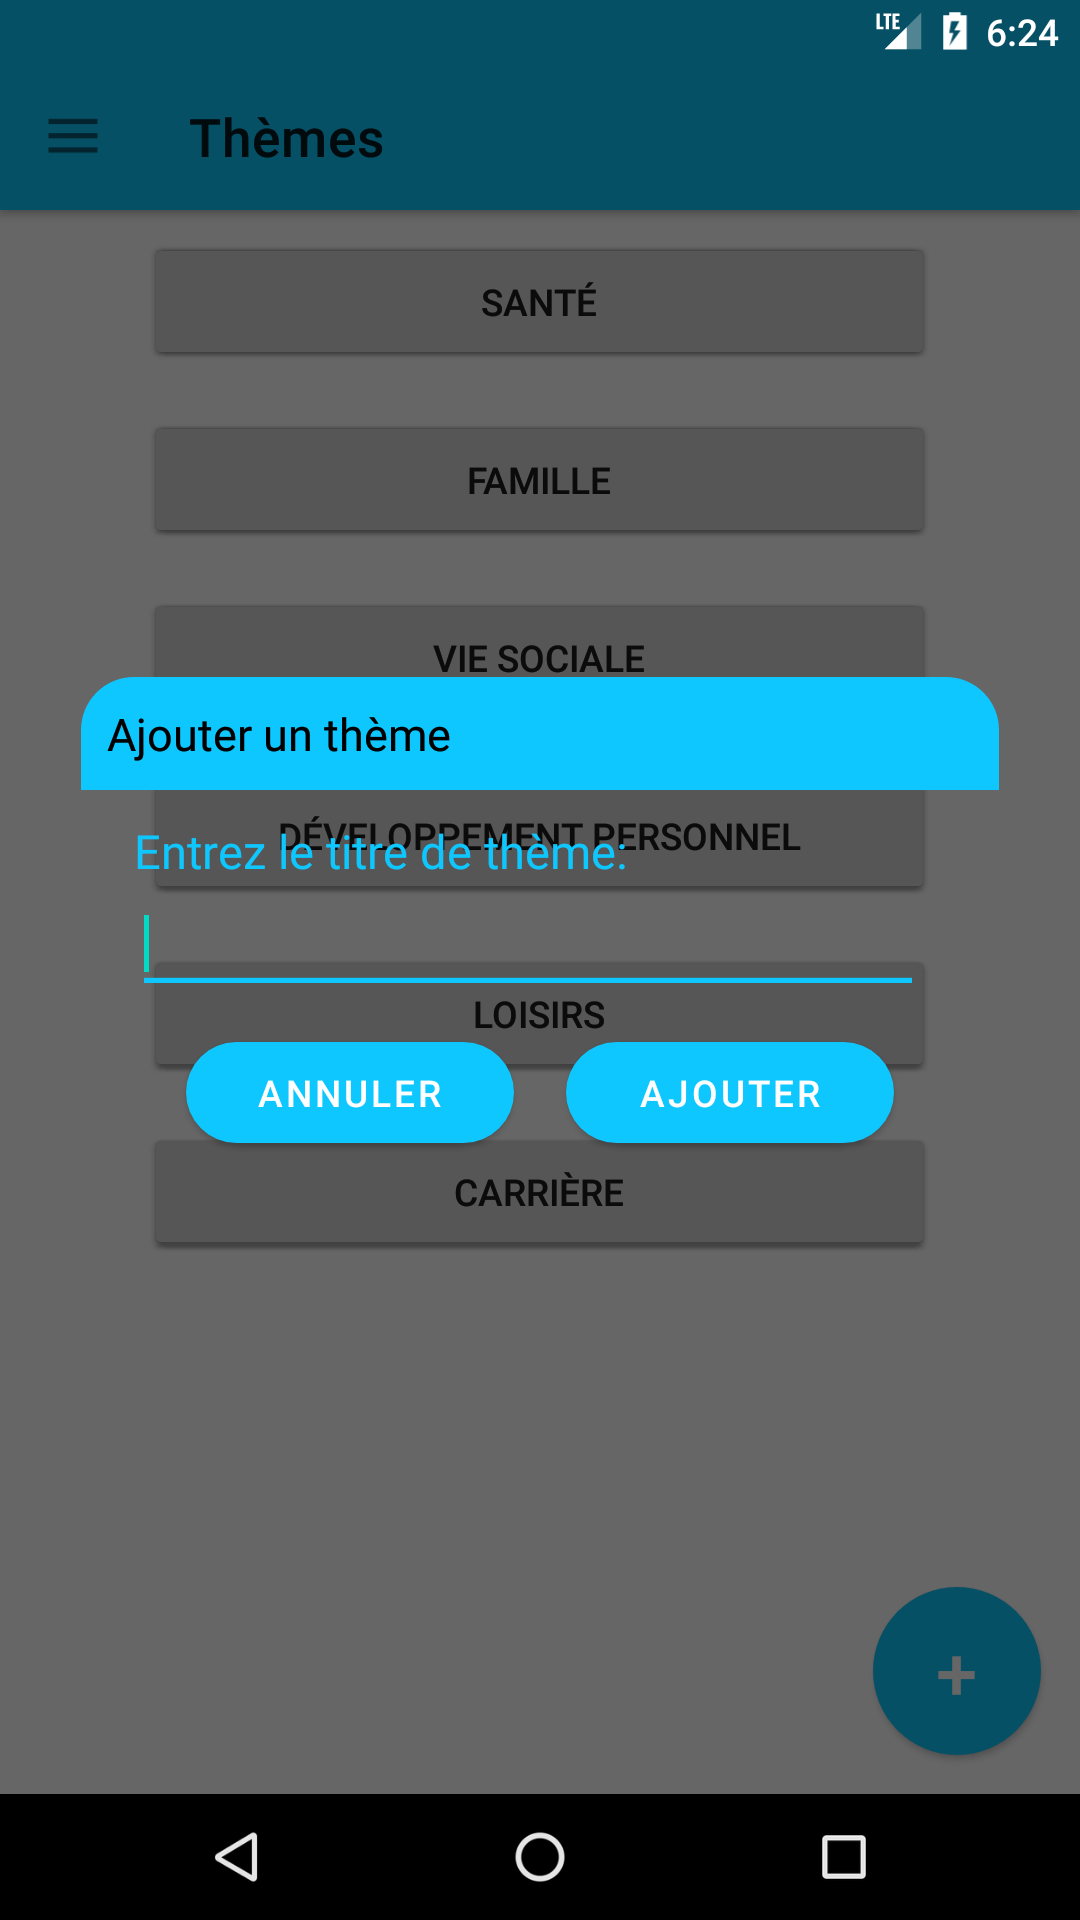 LTE 6:24
Thèmes
SANTÉ
FAMILLE
VIE SOCIALE
Ajouter un thème
DÉVELOPPEMENT PERSONNEL
Entrez le titre de thème:
LOISIRS
ANNULER AJOUTER
CARRIÈRE
+